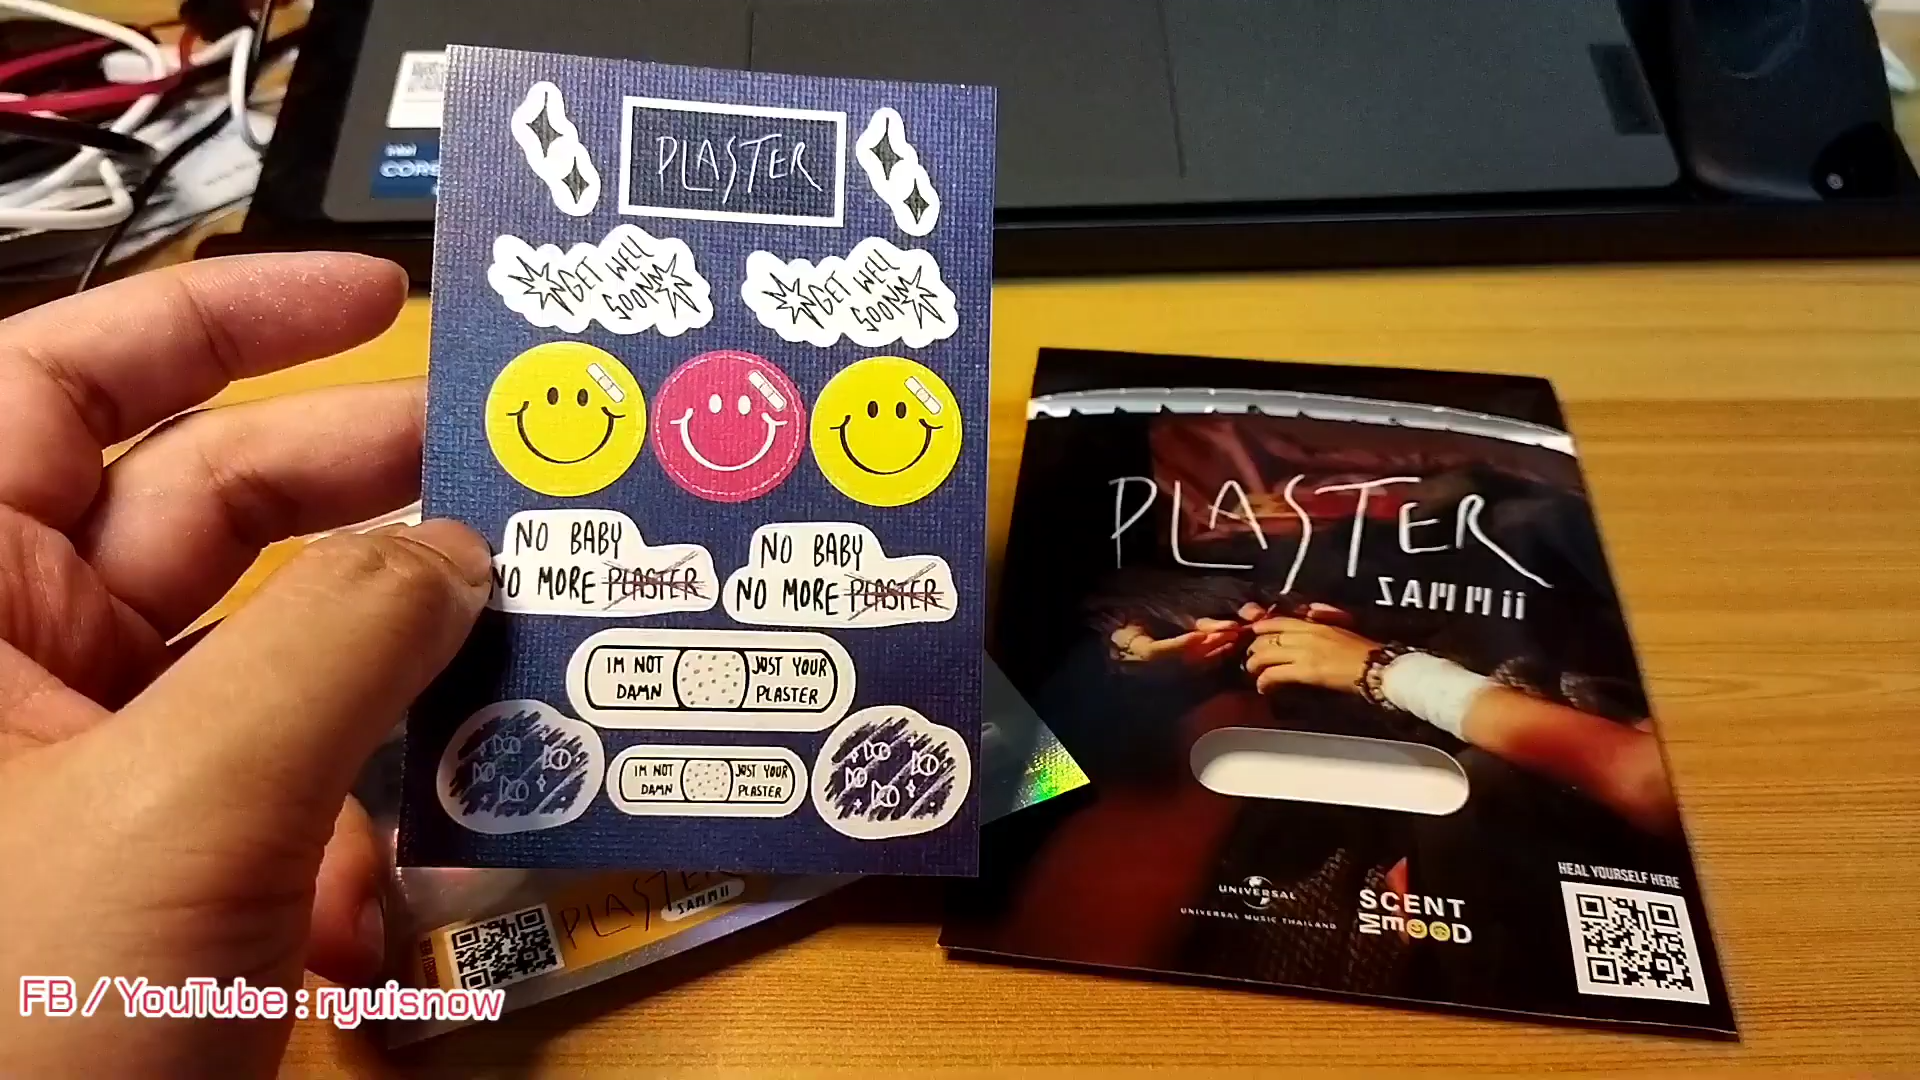 intel
CORE
PLASTER
GET WELL
SOON
GET WELL
SOON
NO BABY
NO MORE PLASTER
NO BABY
NO MORE PLASTER
IM NOT
DAMN
JUST YOUR
PLASTER
IM NOT
DAMN
JUST YOUR
PLASTER
PLASTER
SAMMii
PLASTER
SAMMii
UNIVERSAL
UNIVERSAL MUSIC THAILAND
SCENT
MEOOD
HEAL YOURSELF HERE
FB / YouTube : ryuisnow